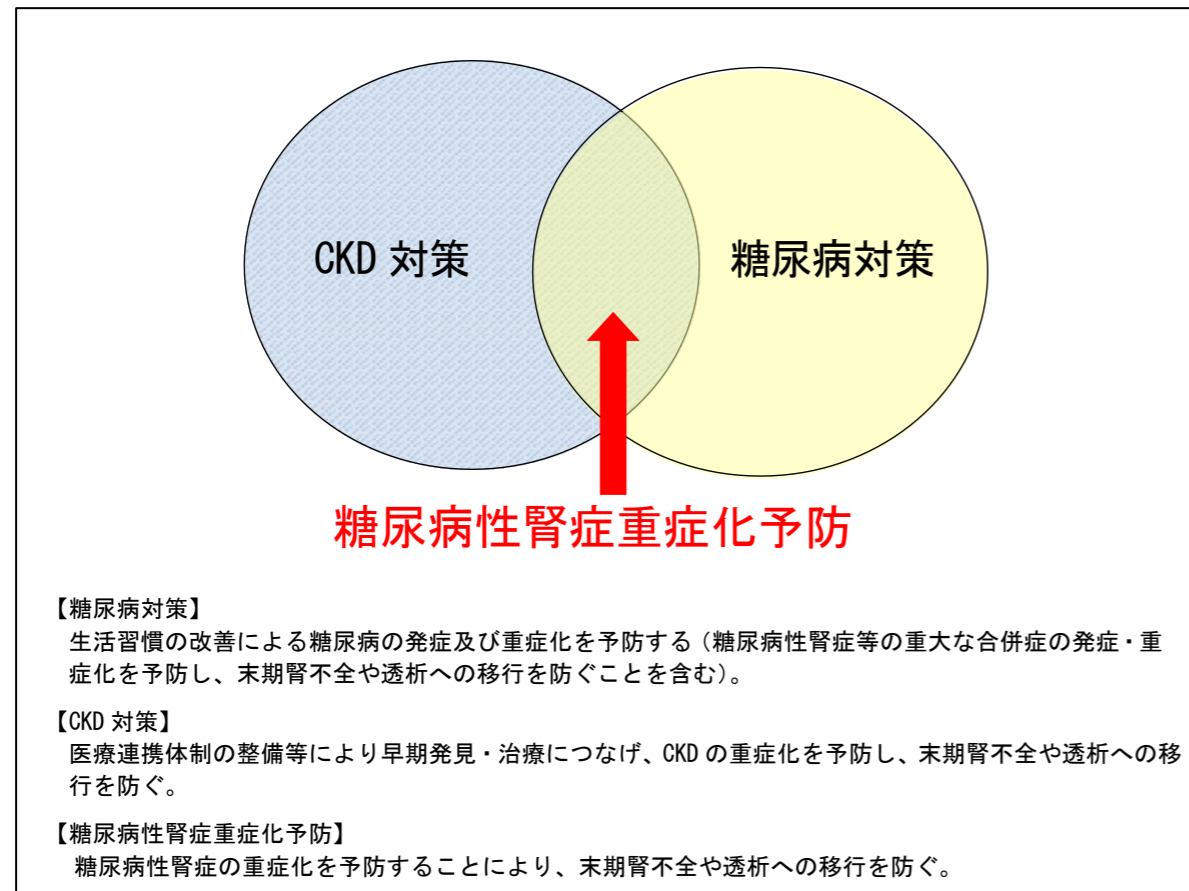 CKD 対策
糖尿病対策
糖尿病性腎症重症化予防
【糖尿病対策】
生活習慣の改善による糖尿病の発症及び重症化を予防する（糖尿病性腎症等の重大な合併症の発症・重
症化を予防し、末期腎不全や透析への移行を防ぐことを含む）。
【CKD 対策】
医療連携体制の整備等により早期発見・治療につなげ、CKD の重症化を予防し、末期腎不全や透析への移
行を防ぐ。
【糖尿病性腎症重症化予防】
糖尿病性腎症の重症化を予防することにより、末期腎不全や透析への移行を防ぐ。